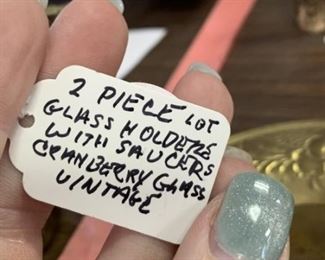 2 PIECE LOT
GLASS HOLDERS
WITH SAUCERS
CRANBERRY GLASS
VINTAGE